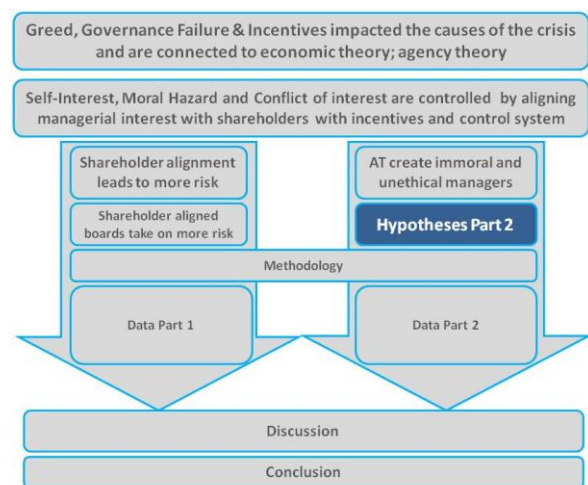 Greed, Governance Failure & Incentives impacted the causes of the crisis
and are connected to economic theory; agency theory
Self-Interest, Moral Hazard and Conflict of interest are controlled by aligning
managerial interest with shareholders with incentives and control system
Shareholder alignment
leads to more risk
Shareholder aligned
boards take on more risk
AT create immoral and
unethical managers
Hypotheses Part 2
Methodology
Data Part 1
Data Part 2
Discussion
Conclusion